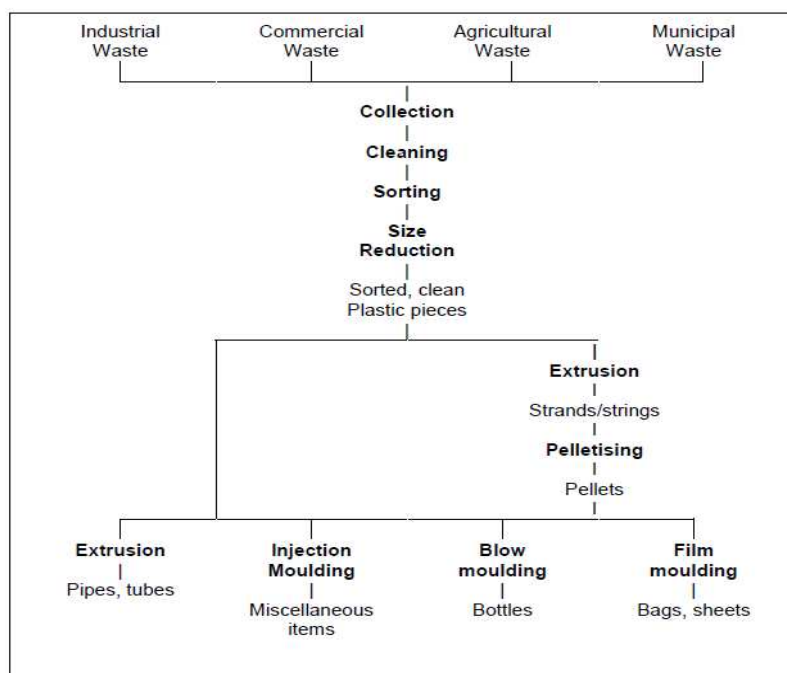 Industrial Waste
Commercial Waste
Agricultural Waste
Municipal Waste
Collection
Cleaning
Sorting
Size
Reduction
Sorted, clean
Plastic pieces
Extrusion
Strands/strings
Pelletising
Pellets
Extrusion
Pipes, tubes
Injection
Moulding
Miscellaneous
items
Blow
moulding
Bottles
Film
moulding
Bags, sheets